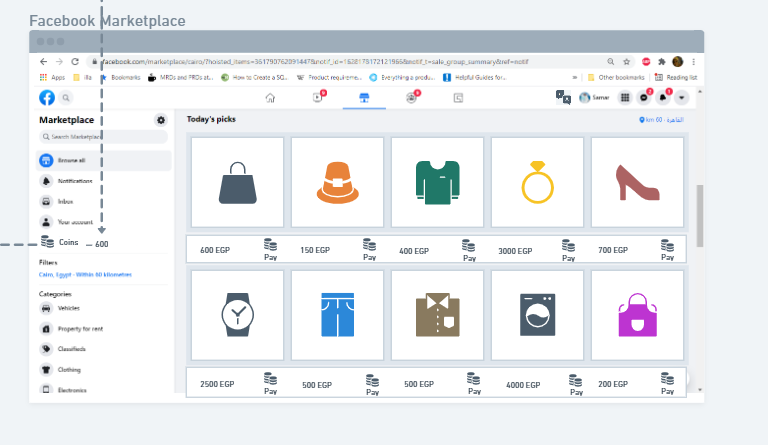 Facebook Marketplace
facebook.com/marketplace/cairo/?hoisted_items=361790762091447&notif_id=1628178172121966&notif_t=sale_group_summary&ref=notif
Apps illa Bookmarks MRDs and PRDs at... How to Create a SQ... Product requireme... Everything a produ... Helpful Guides for... » Other bookmarks Reading list
Samar
Marketplace
Search Marketplace
Browse all
Notifications
Inbox
Your account
Coins 600
Filters
Cairo, Egypt · Within 60 kilometres
Categories
Vehicles
Property for rent
Classifieds
Clothing
Electronics
Today's picks
القاهرة · 60 km
600 EGP Pay 150 EGP Pay 400 EGP Pay 3000 EGP Pay 700 EGP Pay
2500 EGP Pay 500 EGP Pay 500 EGP Pay 4000 EGP Pay 200 EGP Pay